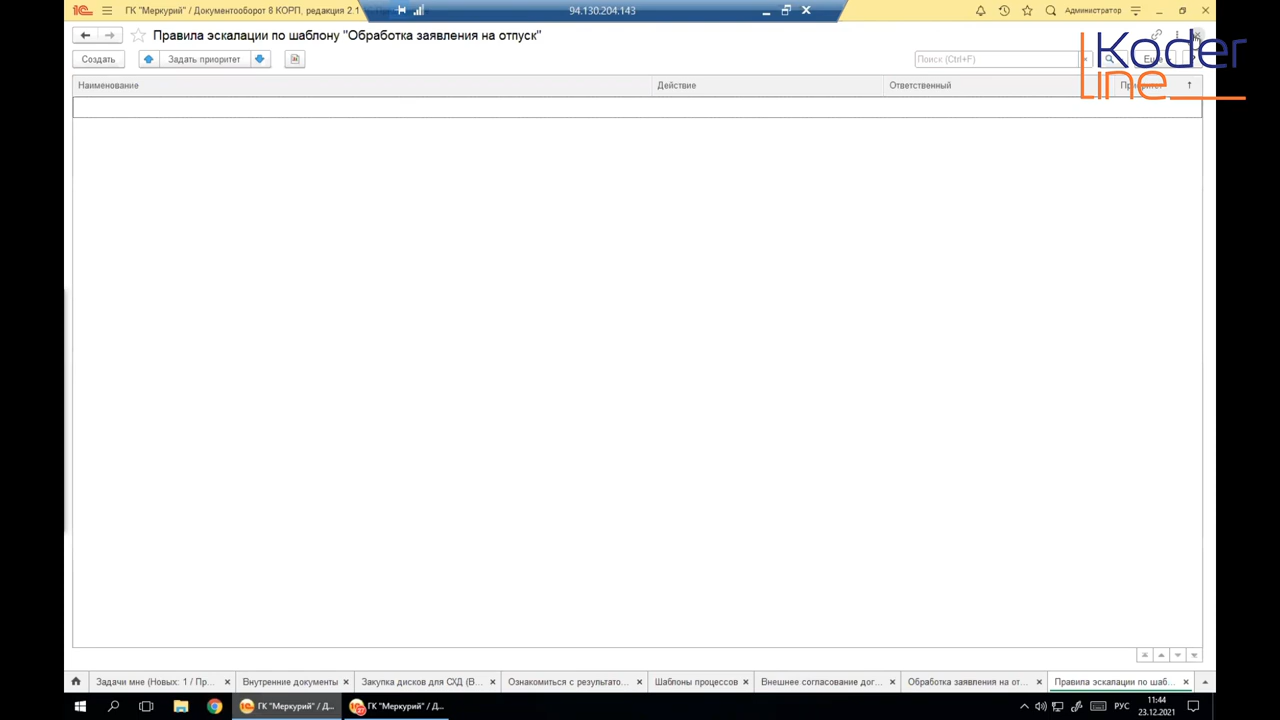 ГК "Меркурий" / Документооборот 8 КОРП, редакция 2.1
94.130.204.143
Администратор
Правила эскалации по шаблону "Обработка заявления на отпуск"
Koder
line
Создать
Задать приоритет
Поиск (Ctrl+F)
Наименование
Действие
Ответственный
Задачи мне (Новых: 1 / Пр...
Внутренние документы
Закупка дисков для СХД (В...
Ознакомиться с результато...
Шаблоны процессов
Внешнее согласование дог...
Обработка заявления на от...
Правила эскалации по шаб...
ГК "Меркурий" / Д...
ГК "Меркурий" / Д...
РУС
11:44
23.12.2021